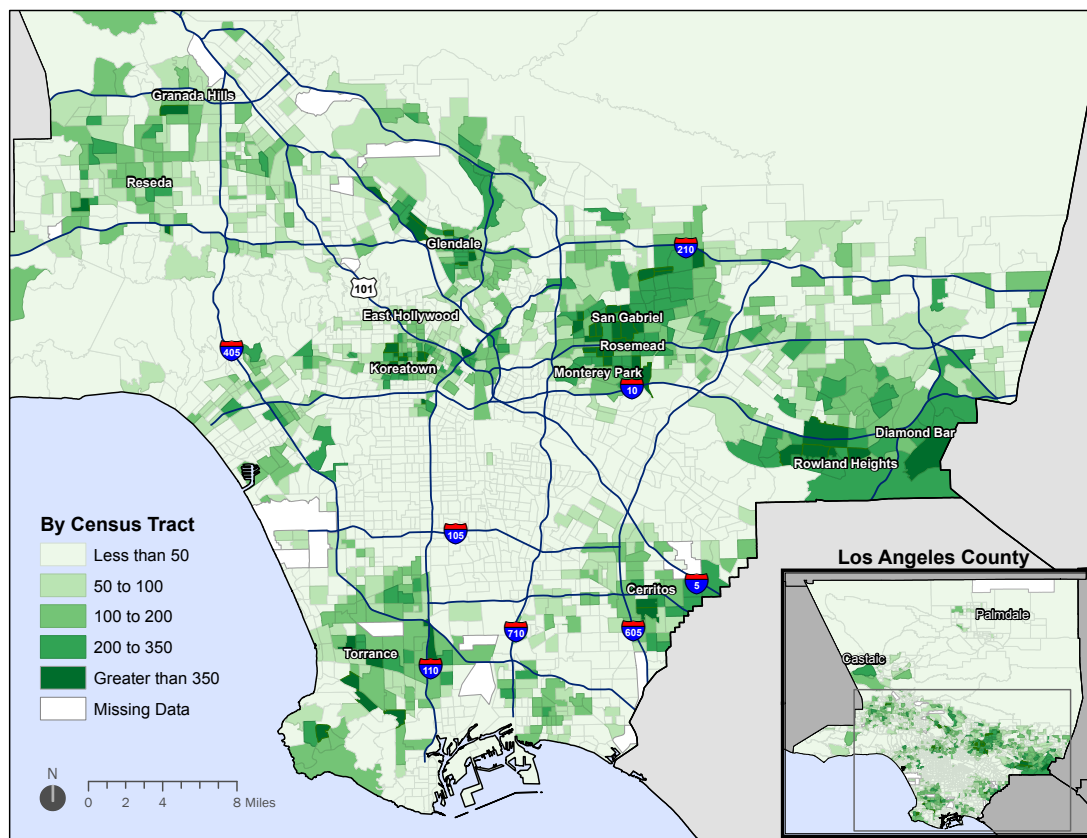 Granada Hills
Reseda
Glendale
210
101
East Hollywood
San Gabriel
405
Rosemead
Koreatown
Monterey Park
10
Diamond Bar
Rowland Heights
By Census Tract
Less than 50
50 to 100
100 to 200
200 to 350
Greater than 350
Missing Data
105
Cerritos
5
710
605
Torrance
110
N
0 4 8 Miles
Los Angeles County
Palmdale
Castaic